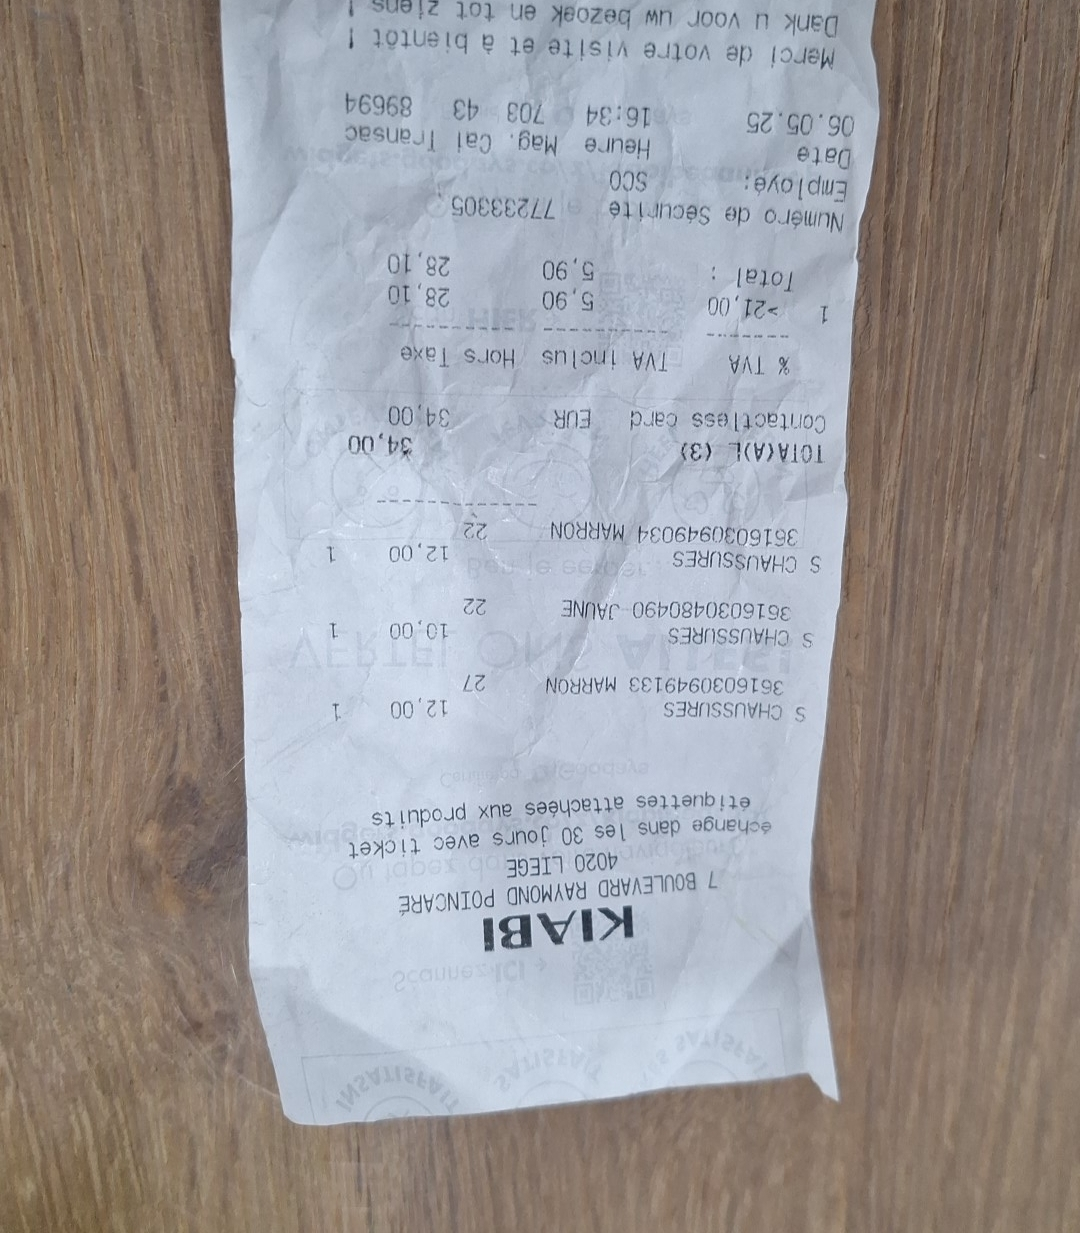 KIABI
7 BOULEVARD RAYMOND POINCARÉ
4020 LIEGE
échange dans les 30 jours avec ticket
étiquettes attachées aux produits
S CHAUSSURES 12,00 1
3616030949133 MARRON 27
S CHAUSSURES 10,00 1
3616030480490 JAUNE 22
S CHAUSSURES 12,00 1
3616030949034 MARRON 22
TOTA(A)L (3) 34,00
Contactless card EUR 34,00
% TVA TVA inclus Hors Taxe
1 >21,00 5,90 28,10
Total : 5,90 28,10
Numéro de Sécurité 77233305
Employé: SCO
Date Heure Mag. Cai Transac
06.05.25 16:34 703 43 89694
Merci de votre visite et à bientôt !
Dank u voor uw bezoek en tot ziens !